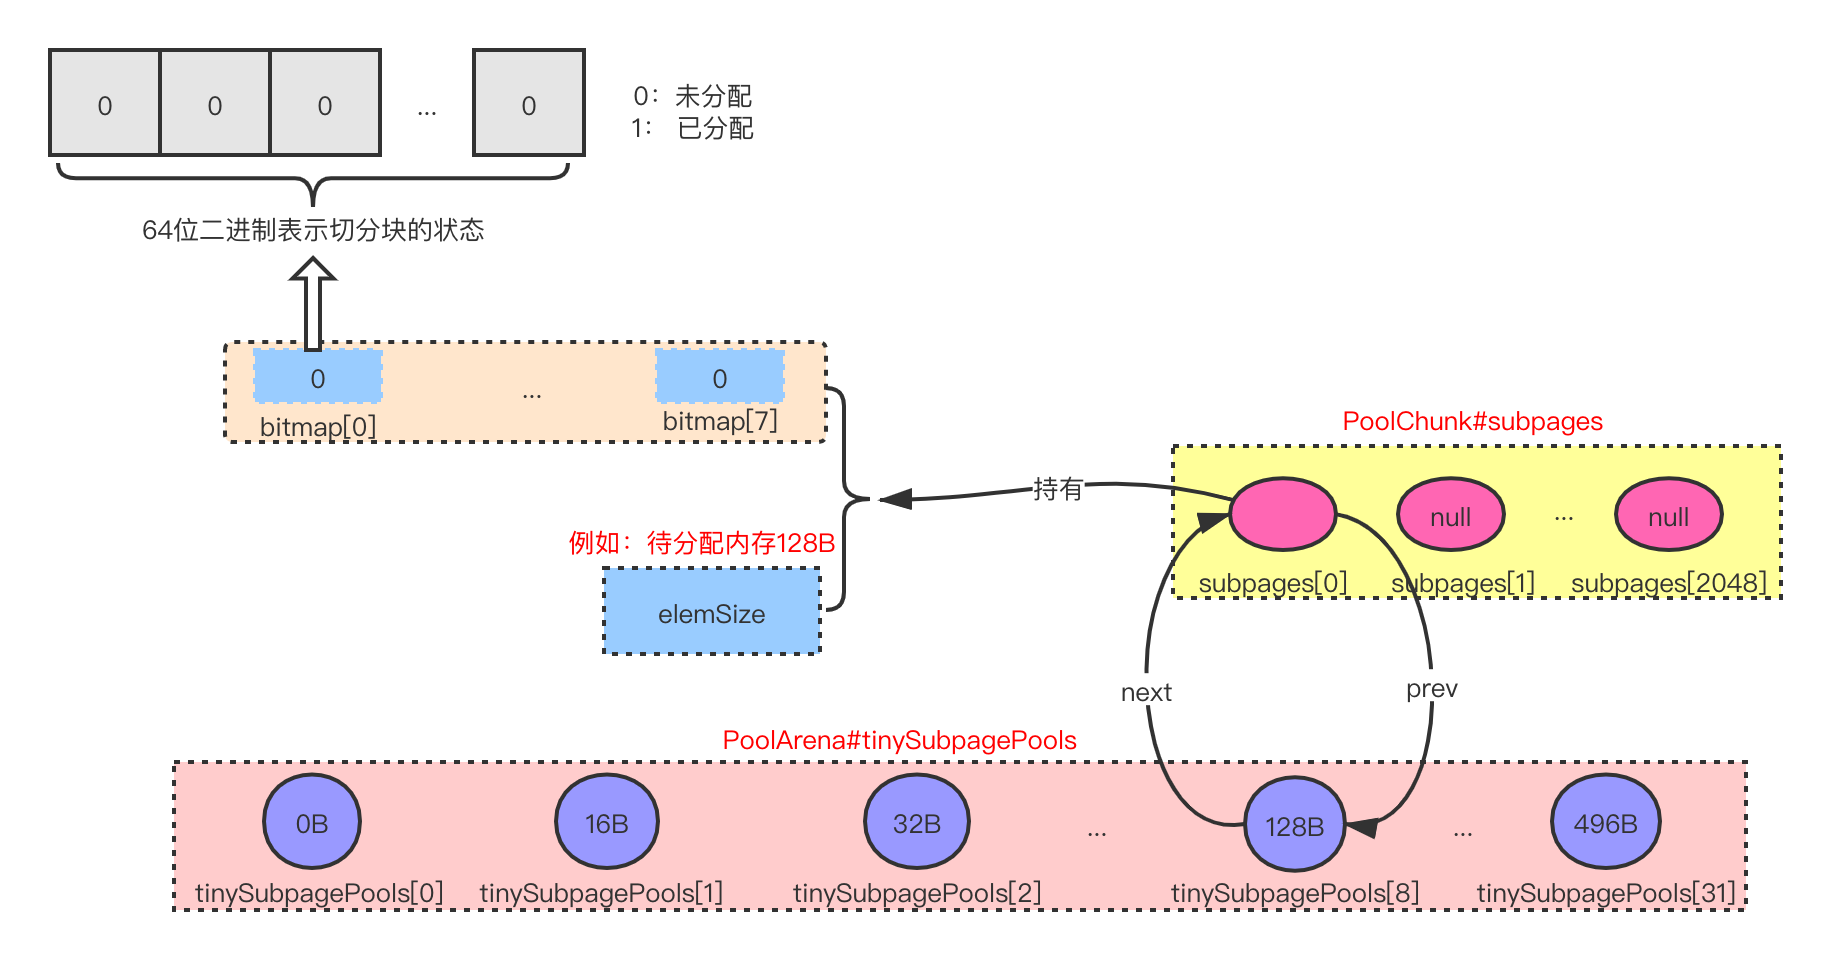 0 0 0 ... 0
0：未分配
1： 已分配
64位二进制表示切分块的状态
0 ... 0
bitmap[0] bitmap[7]
PoolChunk#subpages
持有
null ... null
例如：待分配内存128B
subpages[0] subpages[1] subpages[2048]
elemSize
next prev
PoolArena#tinySubpagePools
0B 16B 32B ... 128B ... 496B
tinySubpagePools[0] tinySubpagePools[1] tinySubpagePools[2] tinySubpagePools[8] tinySubpagePools[31]